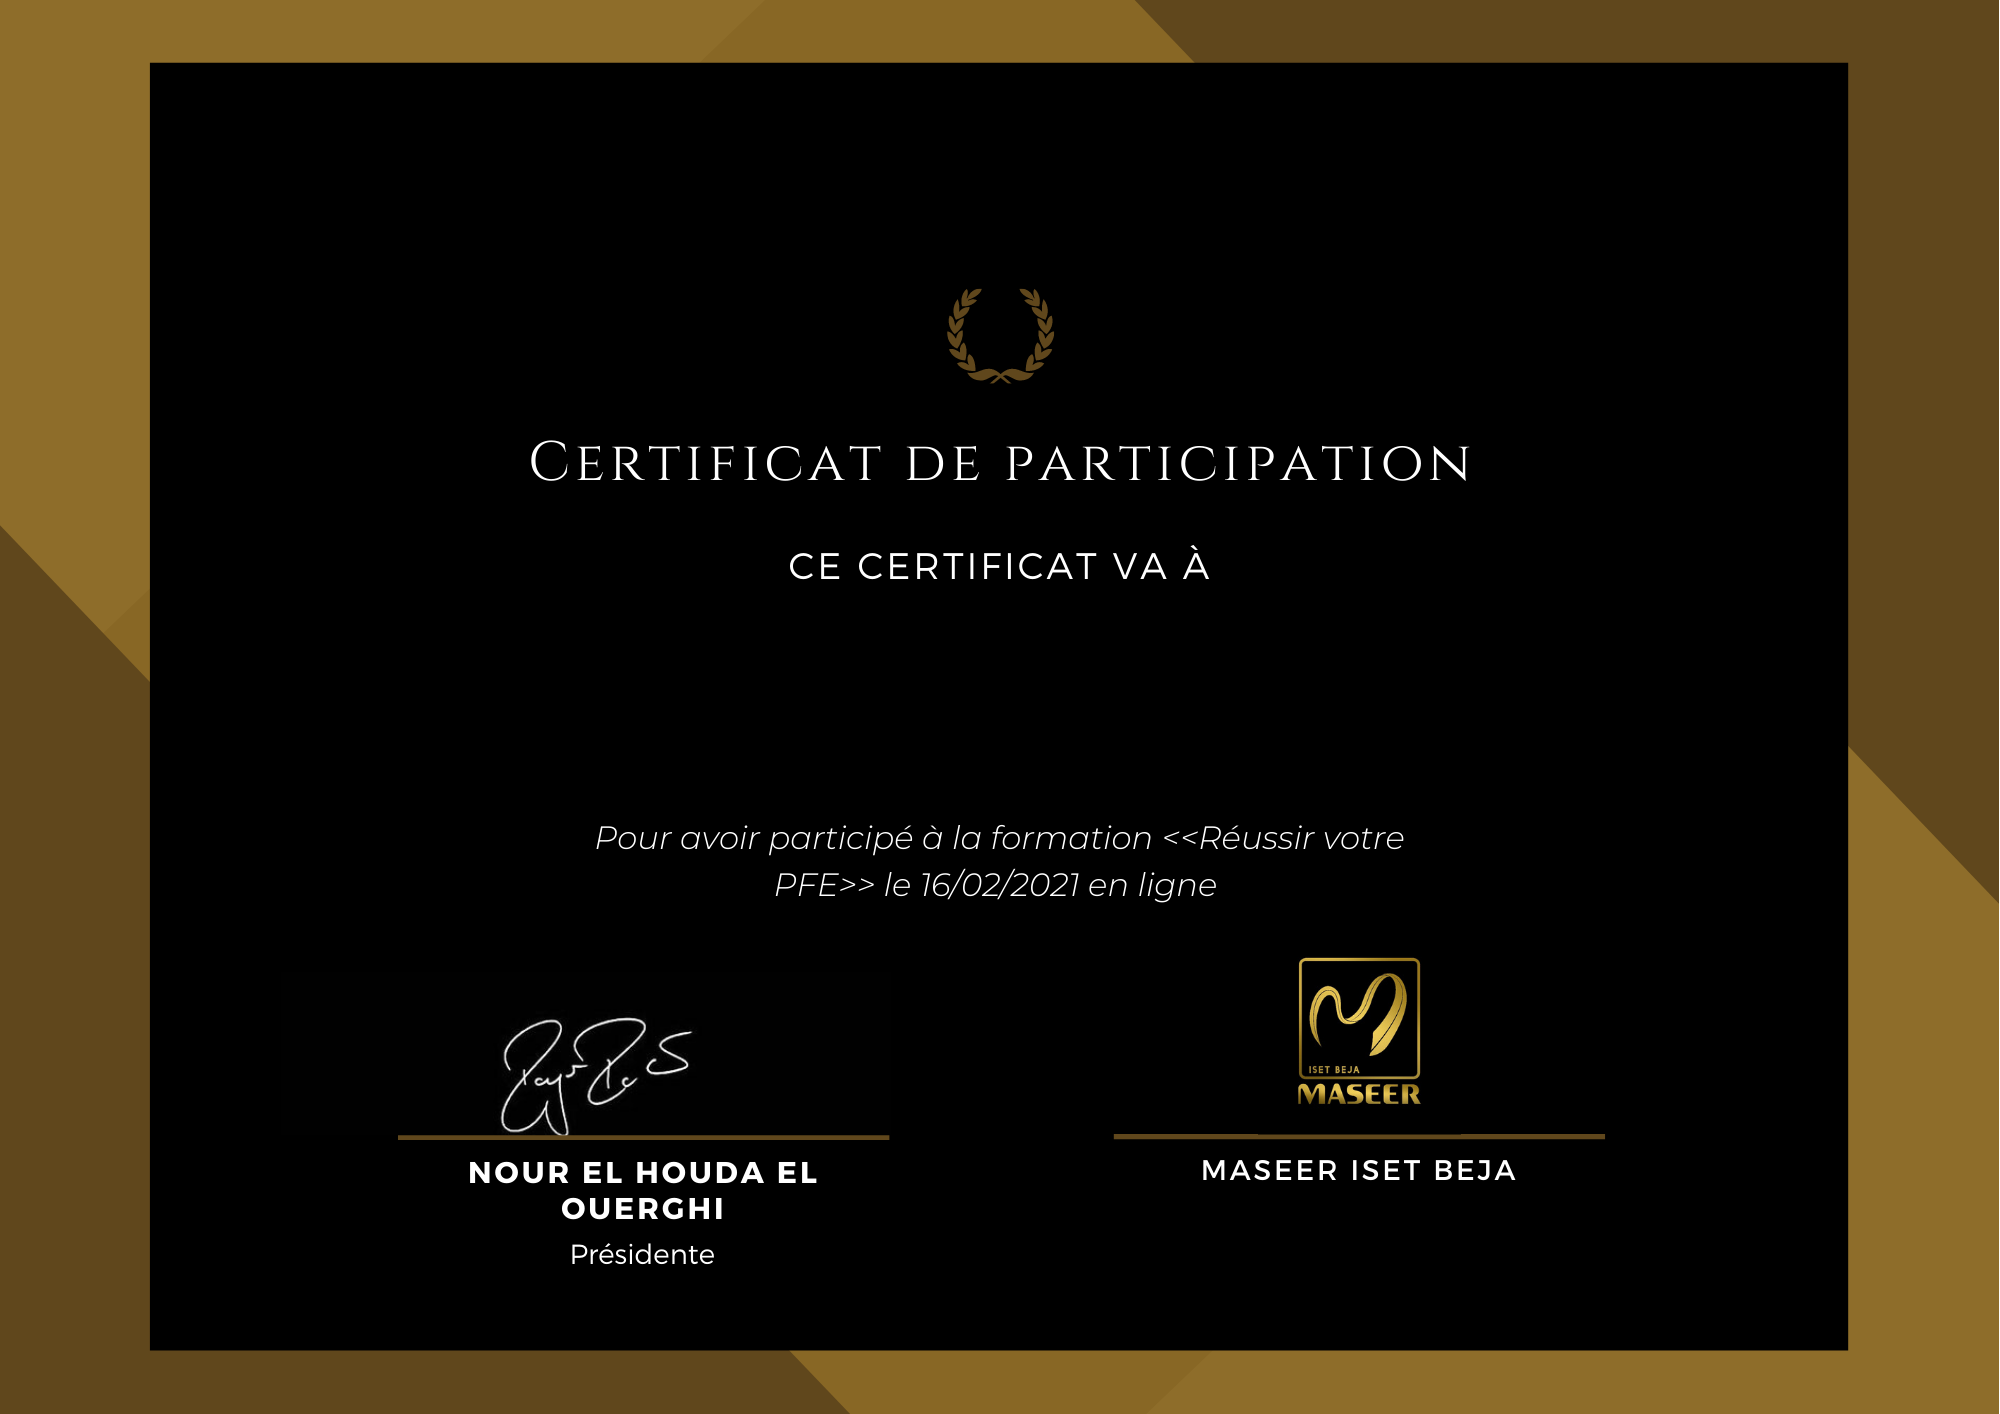 Certificat de participation
CE CERTIFICAT VA À
Pour avoir participé à la formation <<Réussir votre
PFE>> le 16/02/2021 en ligne
ISET BEJA
MASEER
NOUR EL HOUDA EL
OUERGHI
Présidente
MASEER ISET BEJA